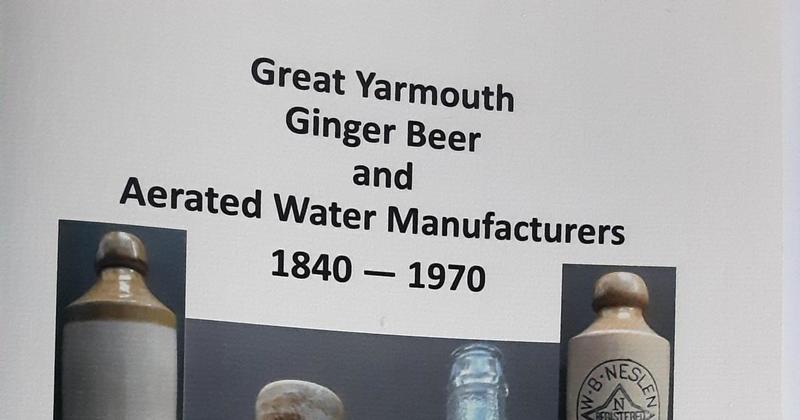 Great Yarmouth
Ginger Beer
and
Aerated Water Manufacturers
1840 — 1970
W·B·NESLEN
N
REGISTERED